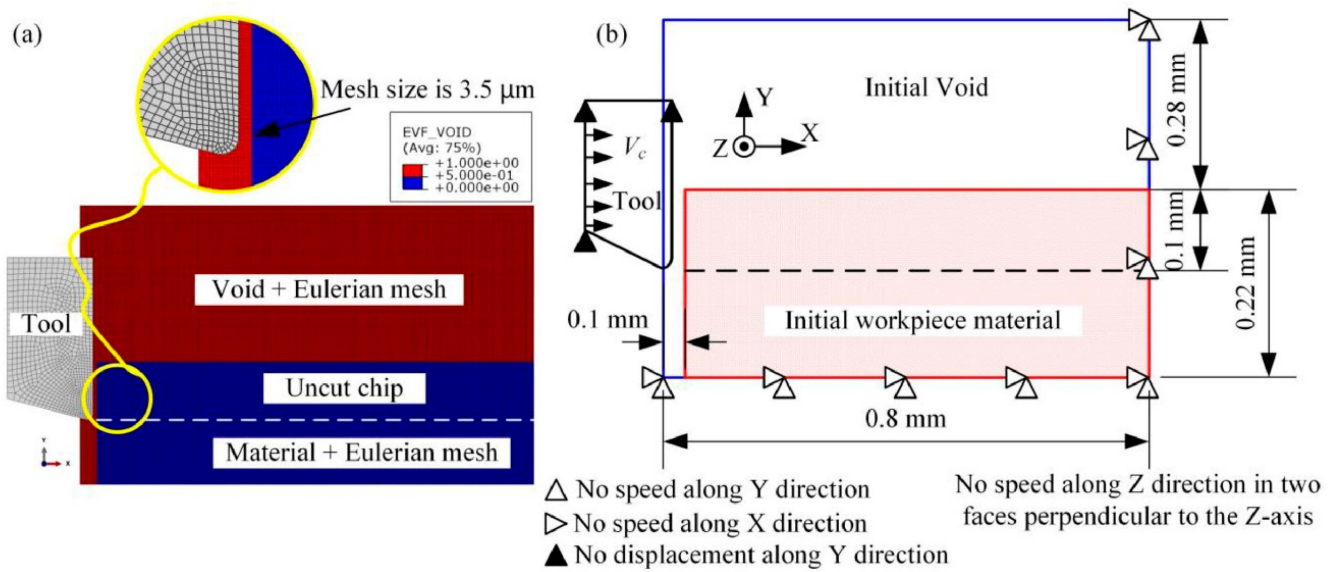 (a)
Mesh size is 3.5 μm
EVF_VOID
(Avg: 75%)
+1.000e+00
+5.000e-01
+0.000e+00
Void + Eulerian mesh
Tool
Uncut chip
Material + Eulerian mesh
Y
X
(b)
Initial Void
0.28 mm
Y
X
Z
Vc
Tool
0.1 mm
0.22 mm
0.1 mm
Initial workpiece material
0.8 mm
No speed along Y direction
No speed along X direction
No displacement along Y direction
No speed along Z direction in two
faces perpendicular to the Z-axis